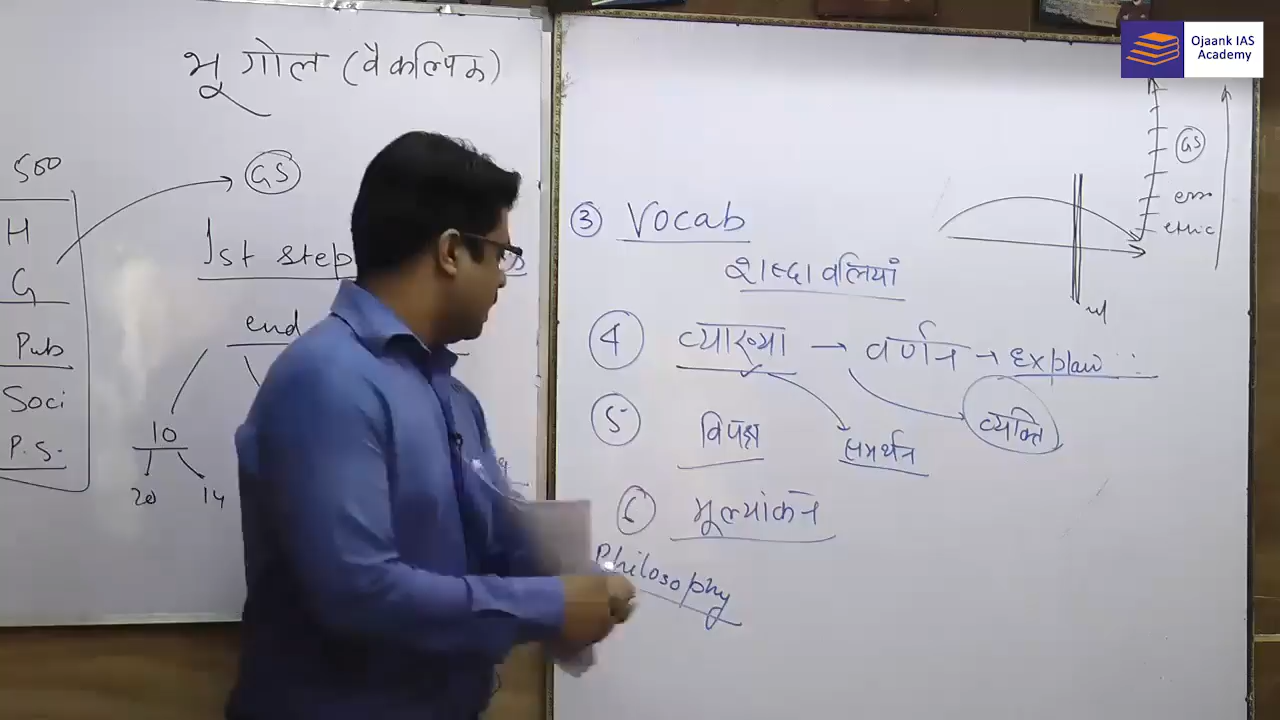 भूगोल (वैकल्पिक)
500
H
G
Pub
Soci
P.S.
GS
1st step
end
10
20 14
③ Vocab
शब्दावलियां
④ व्याख्या → वर्णन → explain
⑤ विपक्ष
समर्थन
व्यक्ति
⑥ मूल्यांकन
Philosophy
GS
ethic
Ojaank IAS
Academy